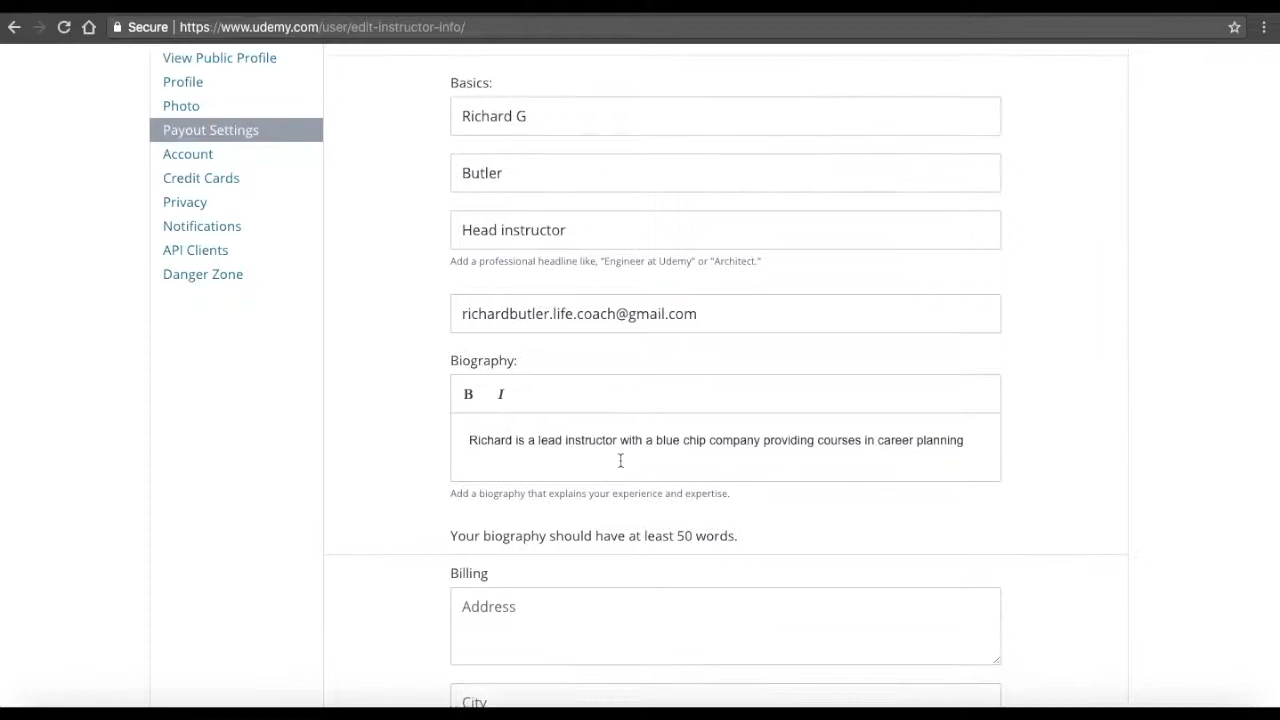 Secure https://www.udemy.com/user/edit-instructor-info/
View Public Profile
Profile
Photo
Payout Settings
Account
Credit Cards
Privacy
Notifications
API Clients
Danger Zone
Basics:
Richard G
Butler
Head instructor
Add a professional headline like, "Engineer at Udemy" or "Architect."
richardbutler.life.coach@gmail.com
Biography:
B I
Richard is a lead instructor with a blue chip company providing courses in career planning
Add a biography that explains your experience and expertise.
Your biography should have at least 50 words.
Billing
Address
City